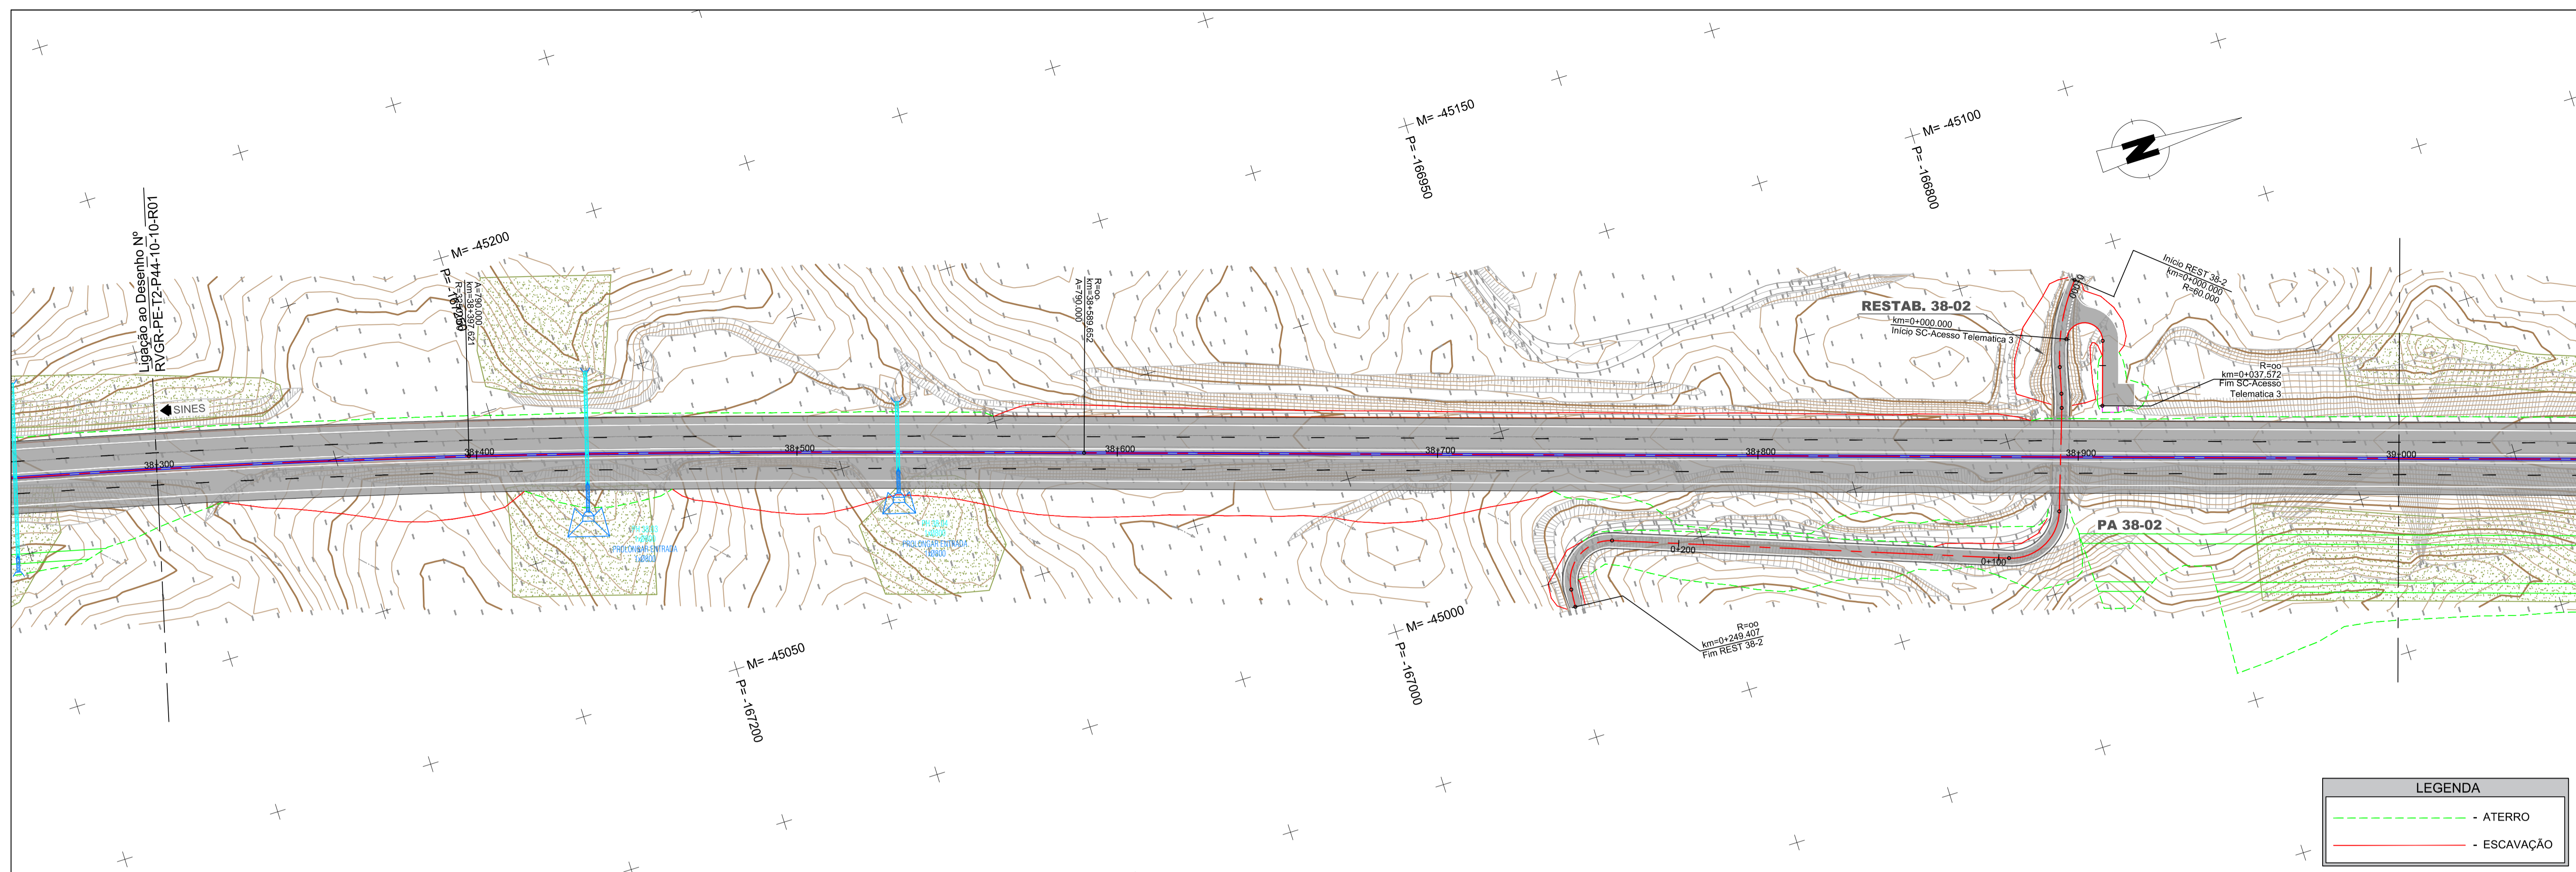 M= -45150
P= -166950
M= -45100
P= -166800
N
Ligação ao Desenho Nº
RVGR-PE-T2-P44-10-10-R01
SINES
M= -45200
A=790.000
km=38+397.621
R=oo
km=38+589.652
A=790.000
RESTAB. 38-02
km=0+000.000
Início SC-Acesso Telematica 3
Início REST 38-2
km=0+000.000
R=60.000
R=oo
km=0+037.572
Fim SC-Acesso
Telematica 3
38+300
38+400
38+500
38+600
38+700
38+800
38+900
39+000
PA 38-02
PROLONGAR ENTRADA
PROLONGAR ENTRADA
0+200
0+100
R=oo
km=0+249.407
Fim REST 38-2
M= -45050
P= -167200
M= -45000
P= -167000
LEGENDA
- ATERRO
- ESCAVAÇÃO